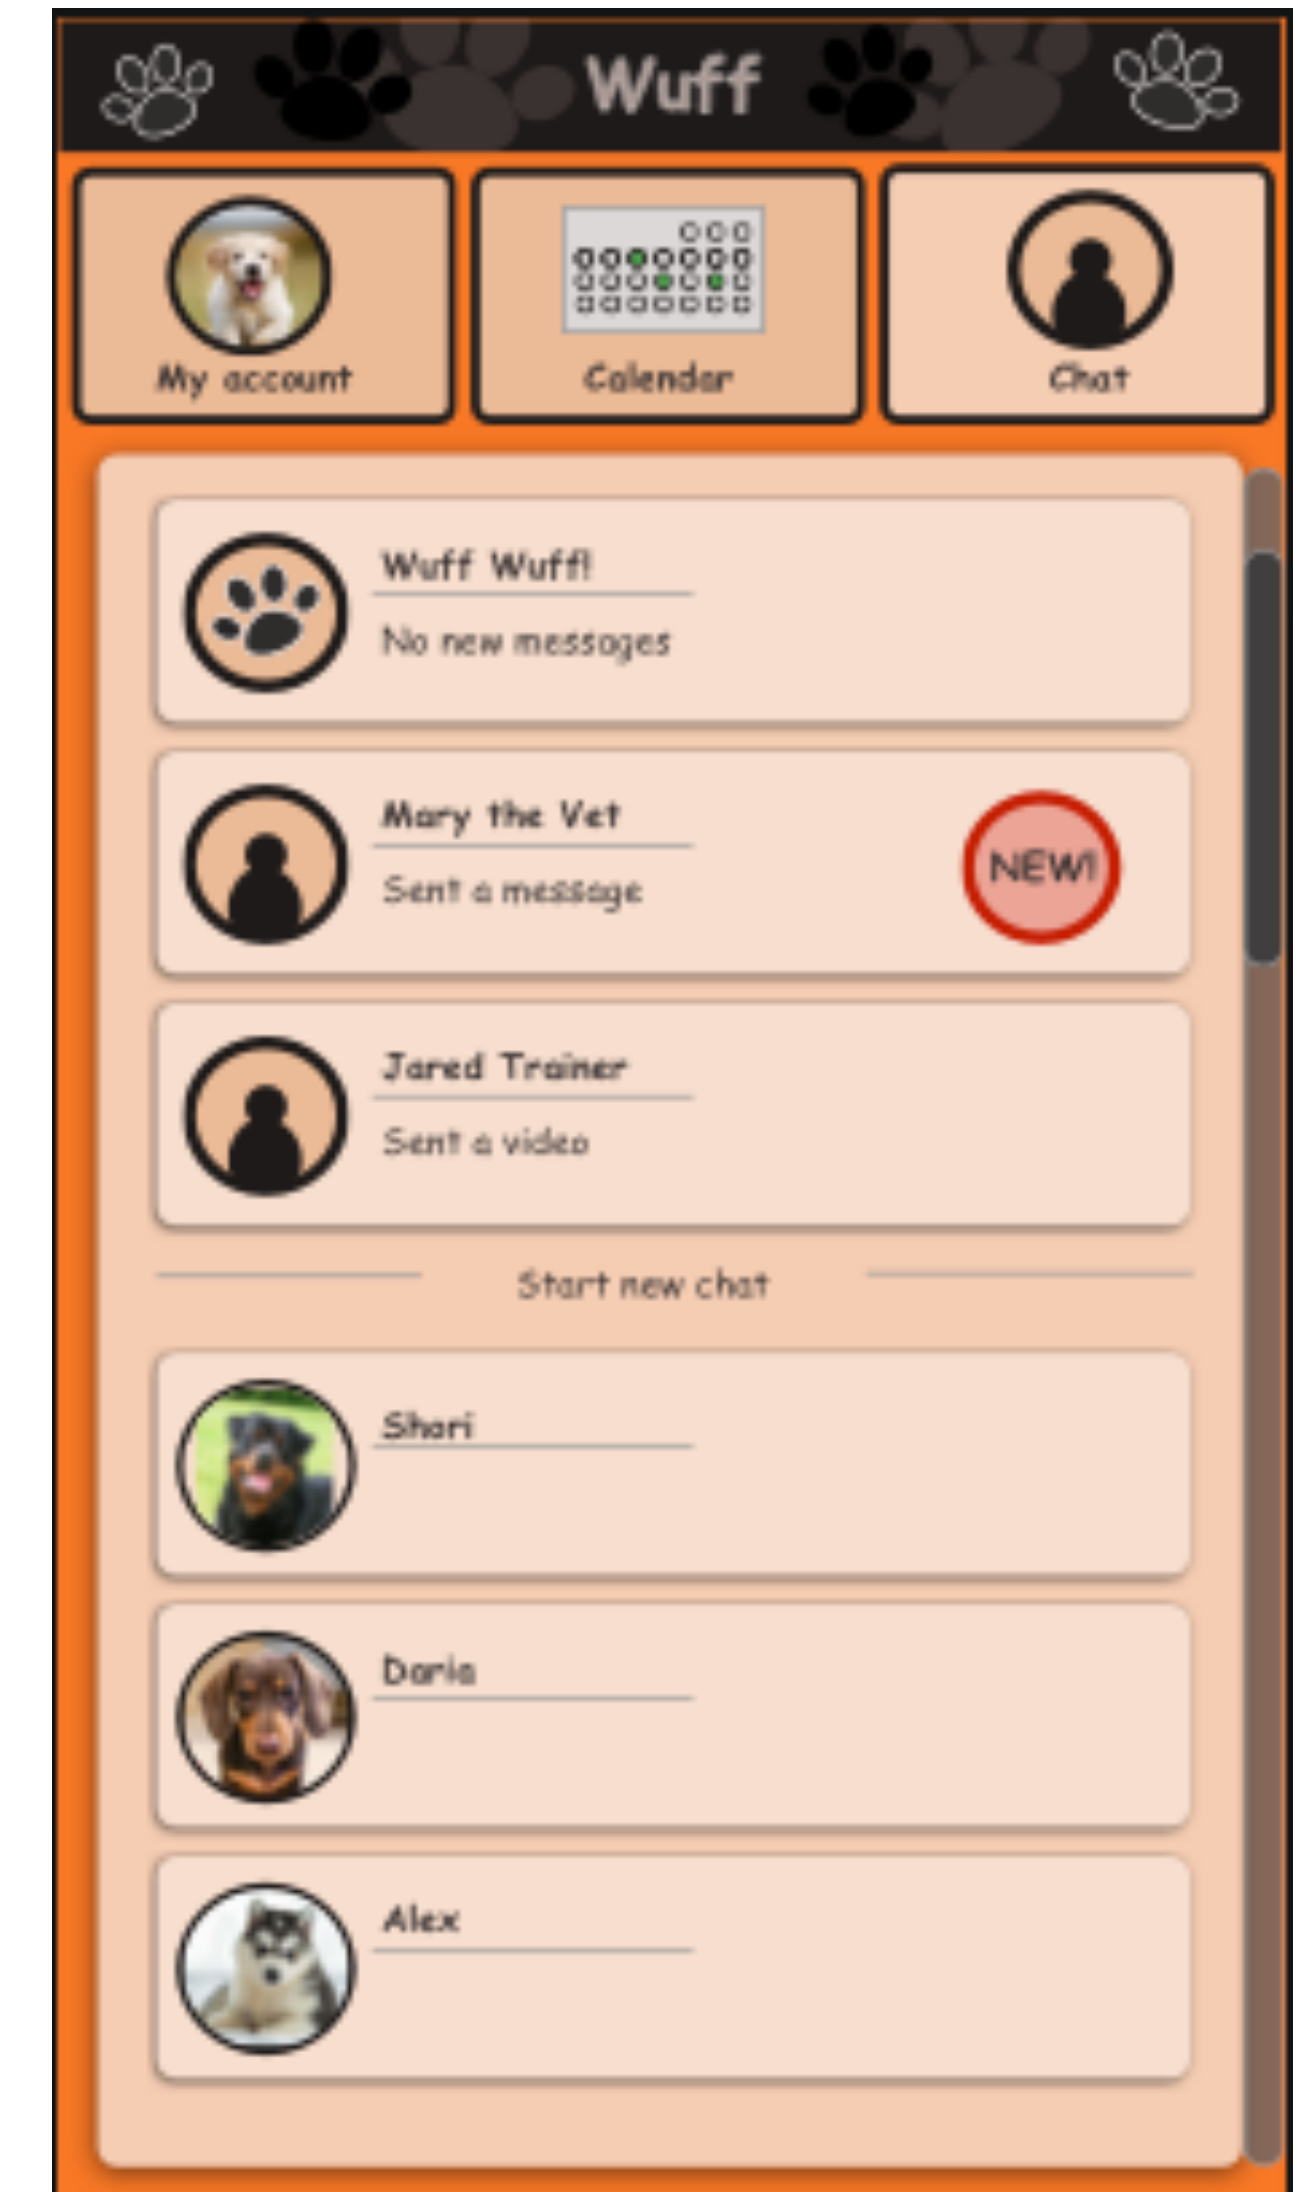 Wuff
My account
Calendar
Chat
Wuff Wuff!
No new messages
Mary the Vet
Sent a message
NEW!
Jared Trainer
Sent a video
Start new chat
Shari
Daria
Alex